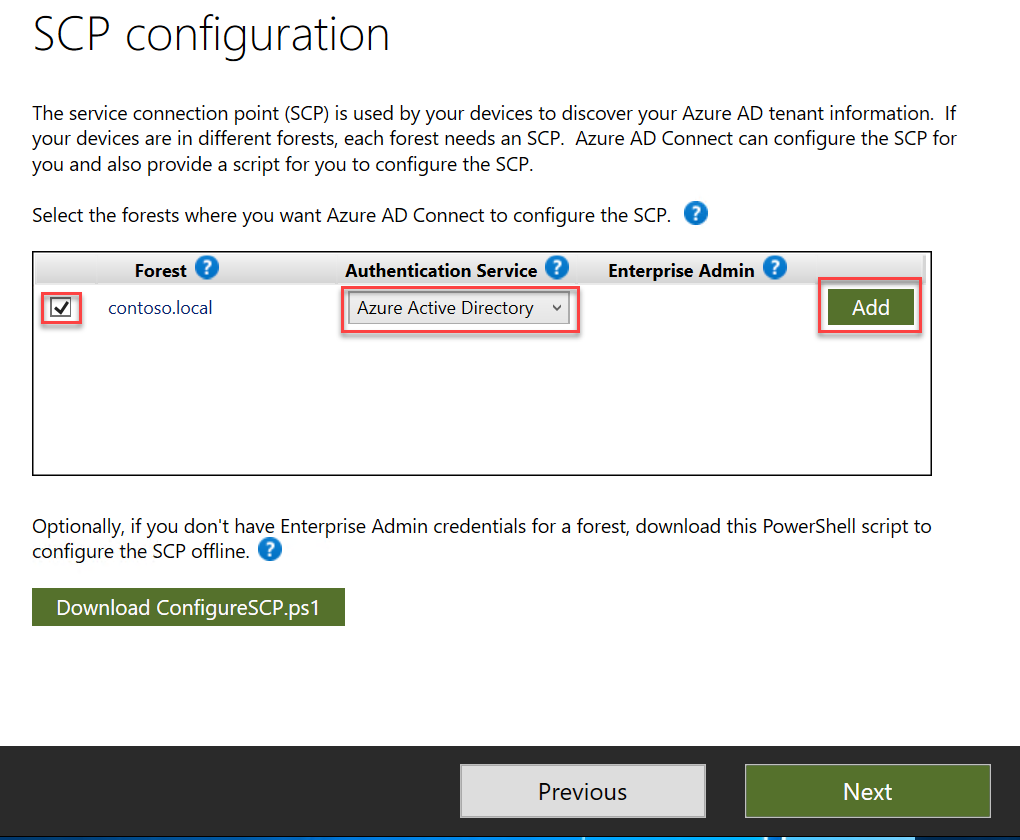 SCP configuration
The service connection point (SCP) is used by your devices to discover your Azure AD tenant information.  If
your devices are in different forests, each forest needs an SCP.  Azure AD Connect can configure the SCP for
you and also provide a script for you to configure the SCP.
Select the forests where you want Azure AD Connect to configure the SCP. ?
Forest ? Authentication Service ? Enterprise Admin ?
contoso.local Azure Active Directory Add
Optionally, if you don't have Enterprise Admin credentials for a forest, download this PowerShell script to
configure the SCP offline. ?
Download ConfigureSCP.ps1
Previous Next